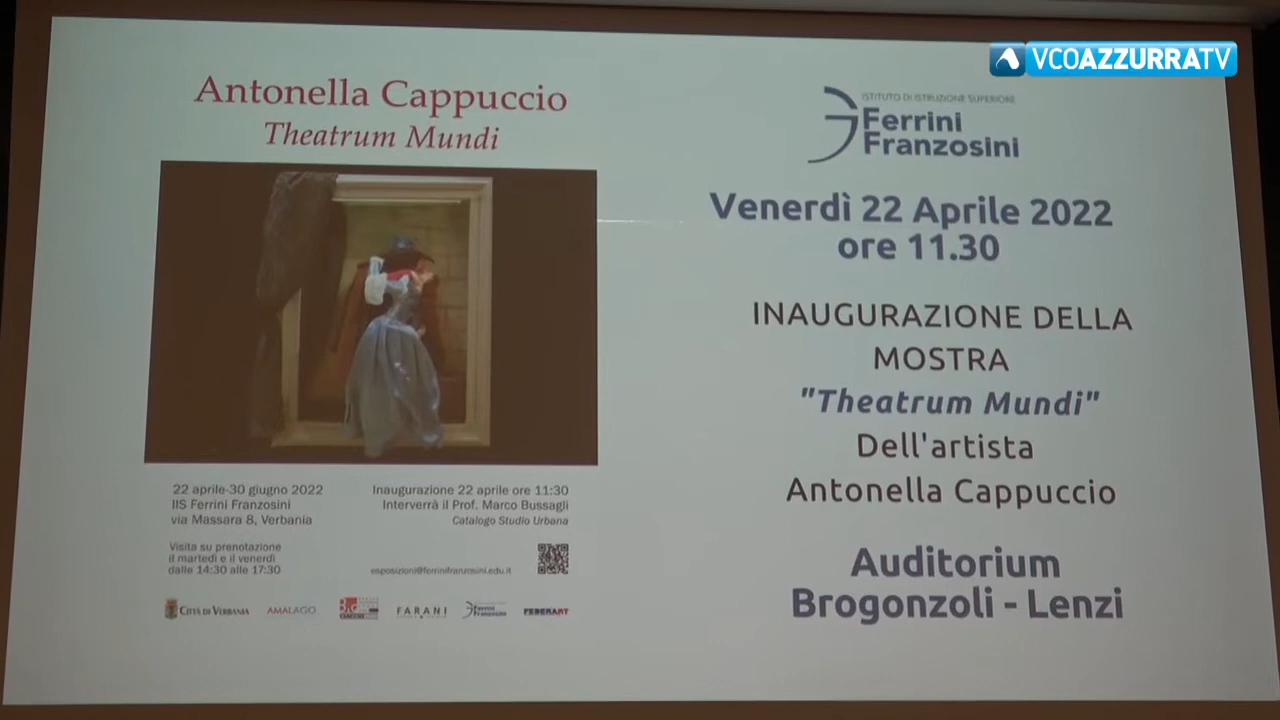 VCOAZZURRATV
Antonella Cappuccio
Theatrum Mundi
22 aprile-30 giugno 2022
IIS Ferrini Franzosini
via Massara 8, Verbania
Inaugurazione 22 aprile ore 11:30
Interverrà il Prof. Marco Bussagli
Catalogo Studio Urbana
Visita su prenotazione
il martedì e il venerdì
dalle 14:30 alle 17:30
esposizioni@ferrinifranzosini.edu.it
CITTÀ DI VERBANIA
AMALAGO
FARANI
Ferrini
Franzosini
FEDERART
ISTITUTO DI ISTRUZIONE SUPERIORE
Ferrini
Franzosini
Venerdì 22 Aprile 2022
ore 11.30
INAUGURAZIONE DELLA
MOSTRA
"Theatrum Mundi"
Dell'artista
Antonella Cappuccio
Auditorium
Brogonzoli - Lenzi